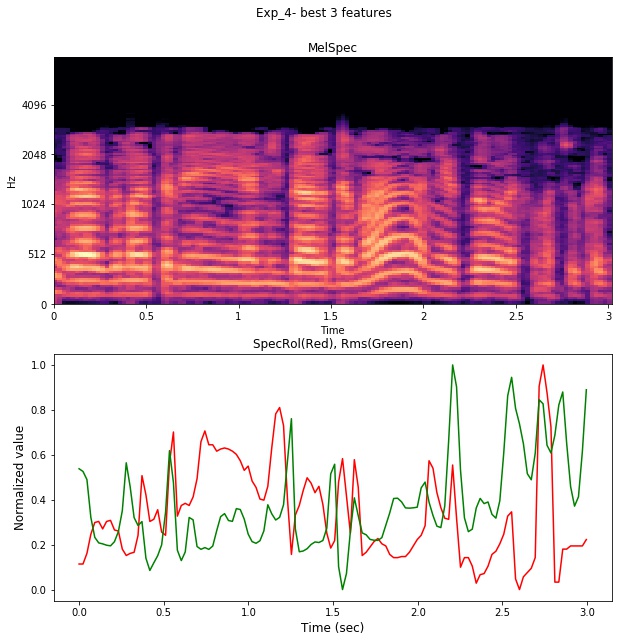 Exp_4- best 3 features
MelSpec
Hz
4096
2048
1024
512
0
0 0.5 1 1.5 2 2.5 3
Time
SpecRol(Red), Rms(Green)
Normalized value
1.0
0.8
0.6
0.4
0.2
0.0
0.0 0.5 1.0 1.5 2.0 2.5 3.0
Time (sec)